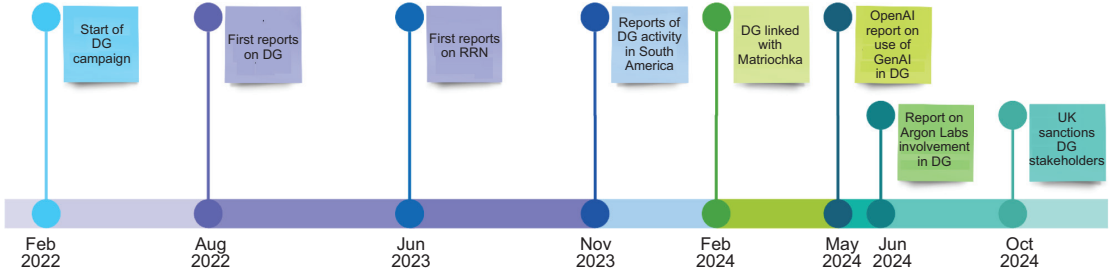 Start of
DG
campaign
First reports
on DG
First reports
on RRN
Reports of
DG activity
in South
America
DG linked
with
Matriochka
OpenAI
report on
use of
GenAI
in DG
Report on
Argon Labs
involvement
in DG
UK
sanctions
DG
stakeholders
Feb
2022
Aug
2022
Jun
2023
Nov
2023
Feb
2024
May
2024
Jun
2024
Oct
2024